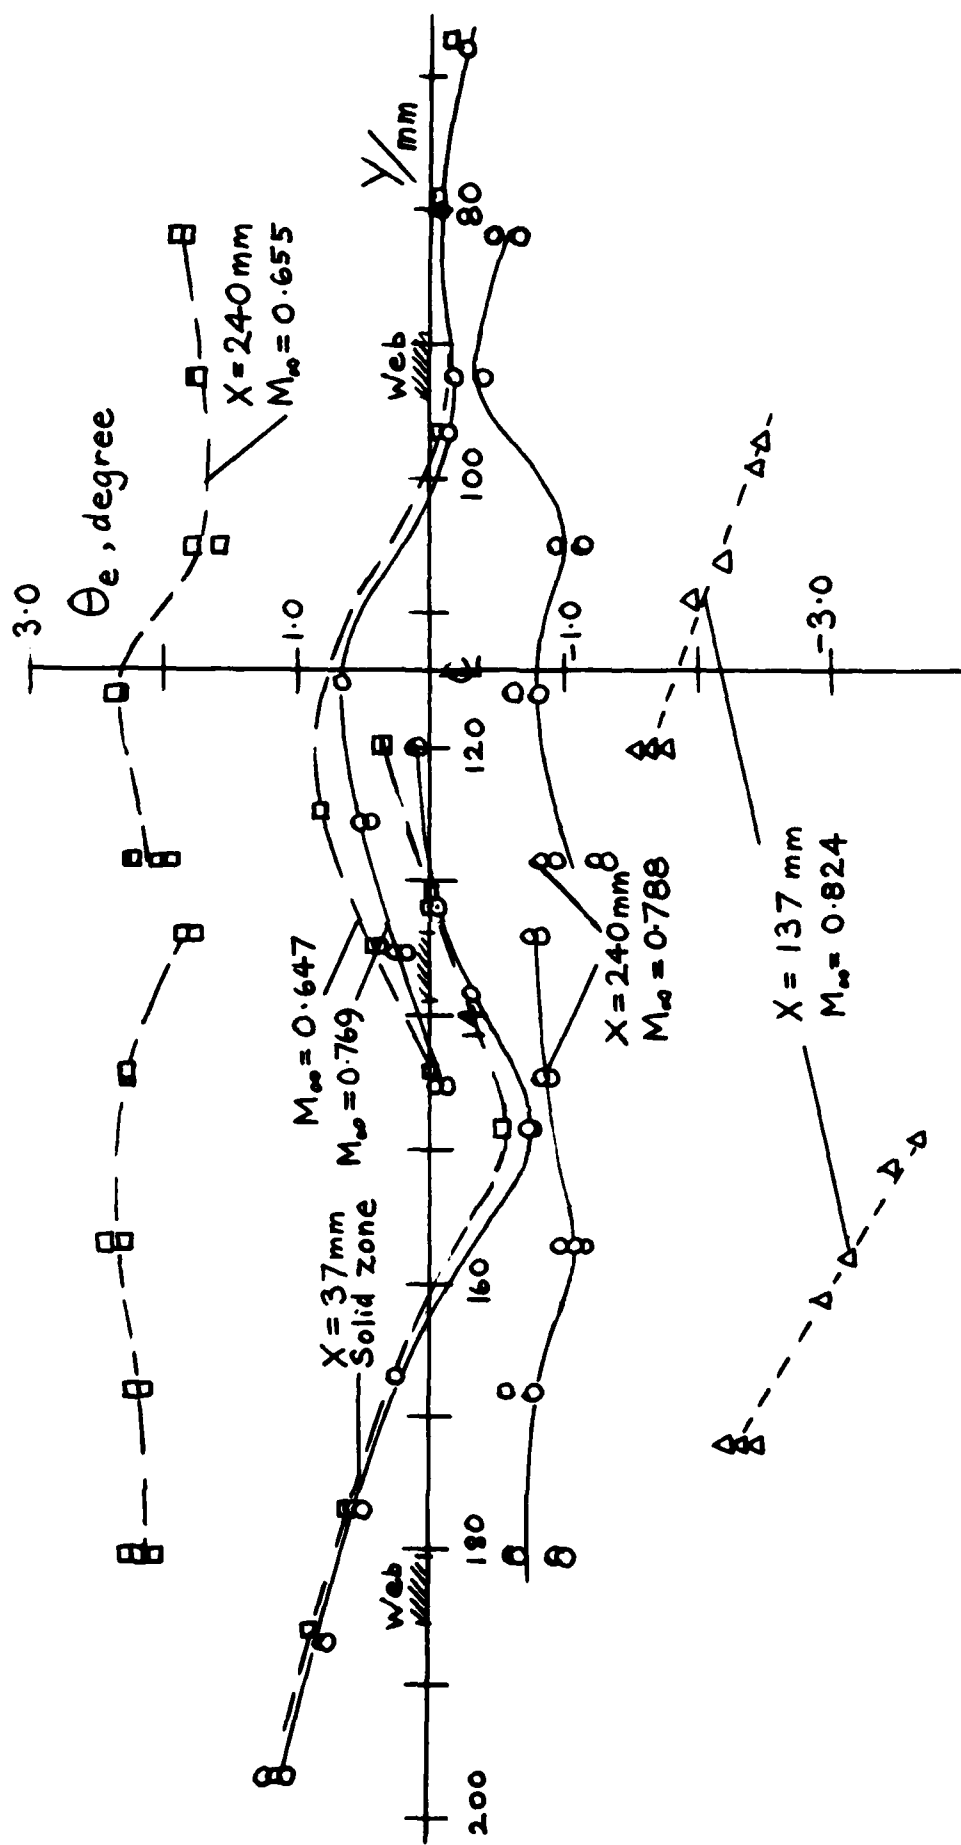 3.0
θe, degree
1.0
-1.0
-3.0
X = 240mm
M∞ = 0.655
Y/mm
80
100
120
140
160
180
200
Web
Web
M∞ = 0.647
M∞ = 0.769
X = 37mm
Solid zone
X = 240mm
M∞ = 0.788
X = 137 mm
M∞ = 0.824